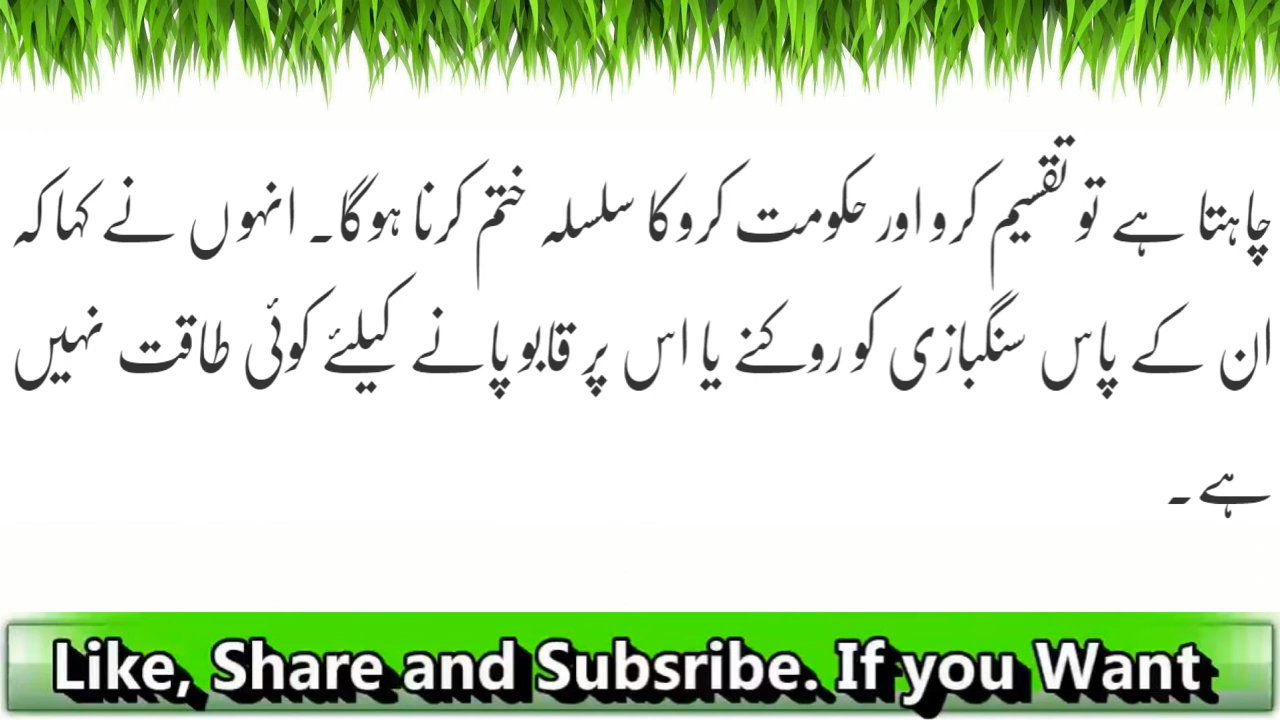 چاہتا ہے تو تقسیم کرو اور حکومت کرو کا سلسلہ ختم کرنا ہوگا۔ انہوں نے کہا کہ
ان کے پاس سنگبازی کو روکنے یا اس پر قابو پانے کیلئے کوئی طاقت نہیں
ہے۔
Like, Share and Subsribe. If you Want